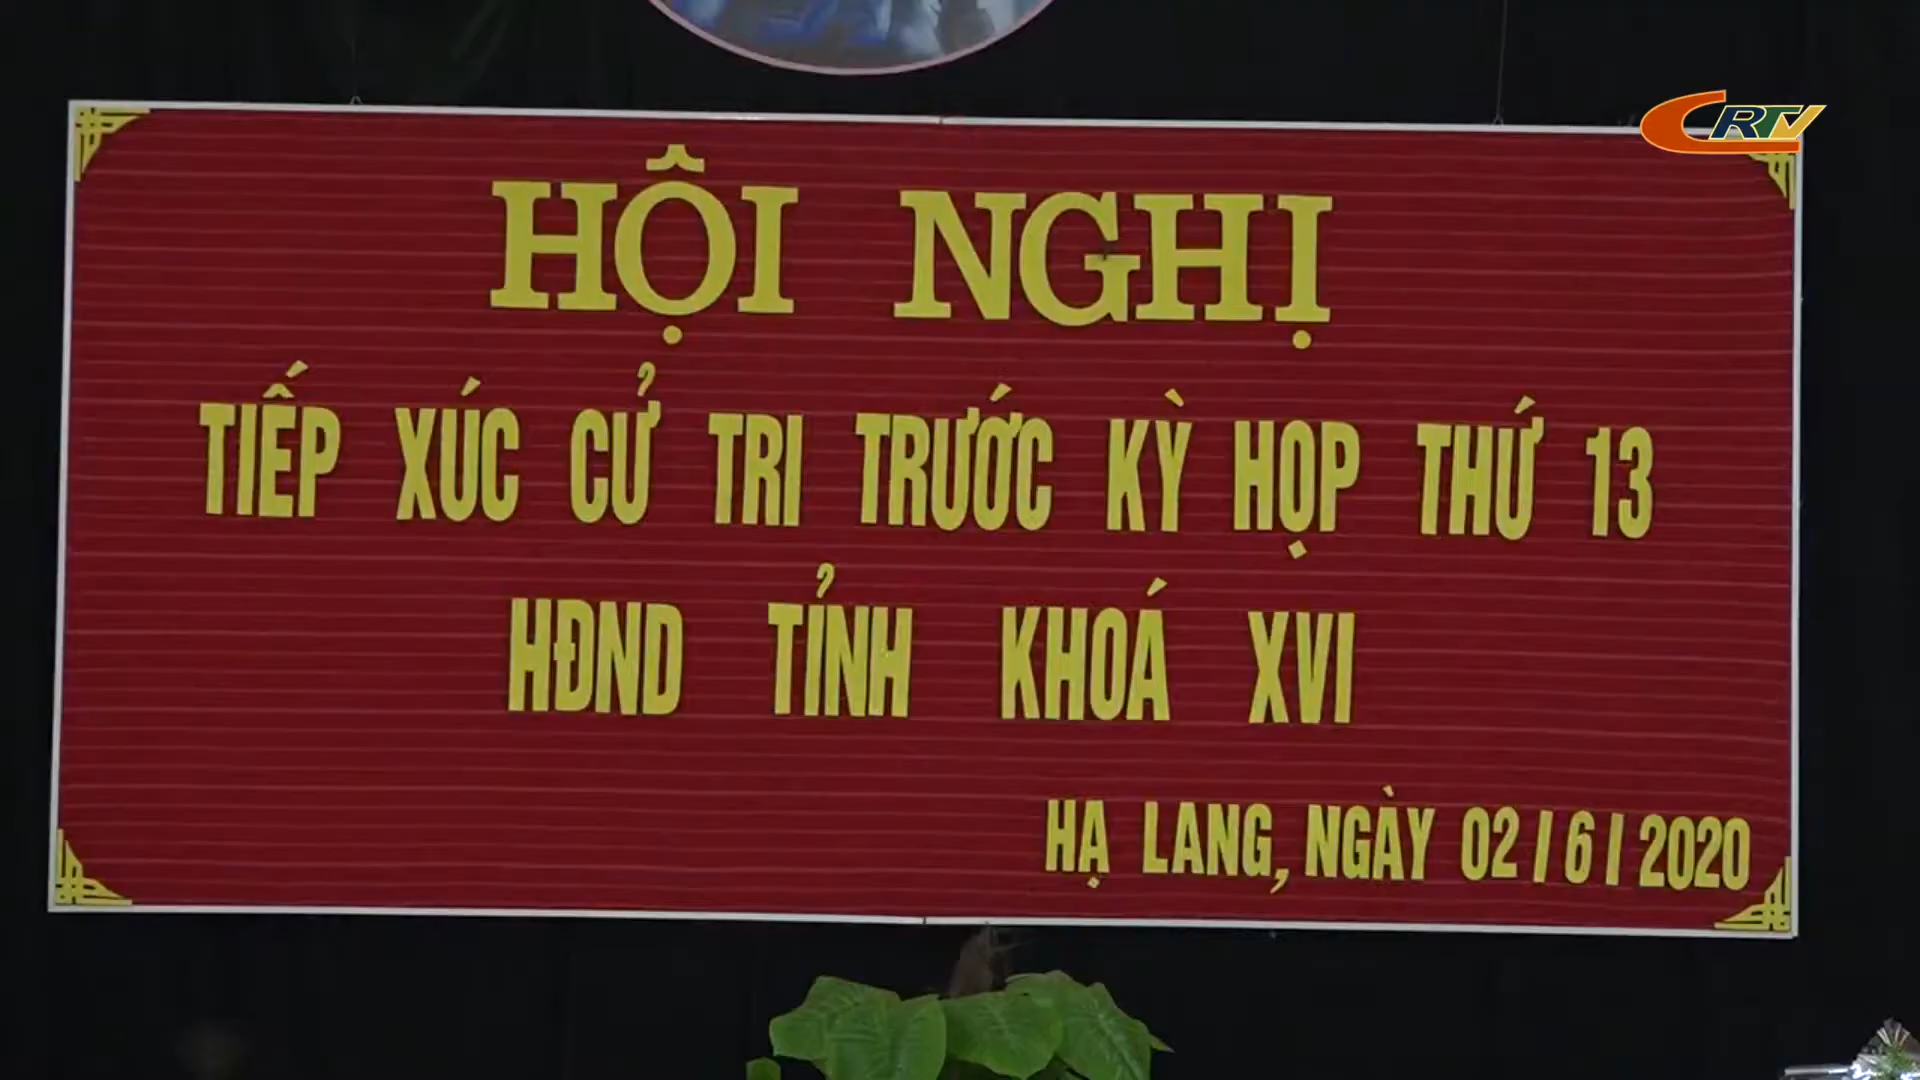 CRTV
HỘI NGHỊ
TIẾP XÚC CỬ TRI TRƯỚC KỲ HỌP THỨ 13
HĐND TỈNH KHOÁ XVI
HẠ LANG, NGÀY 02/6/2020